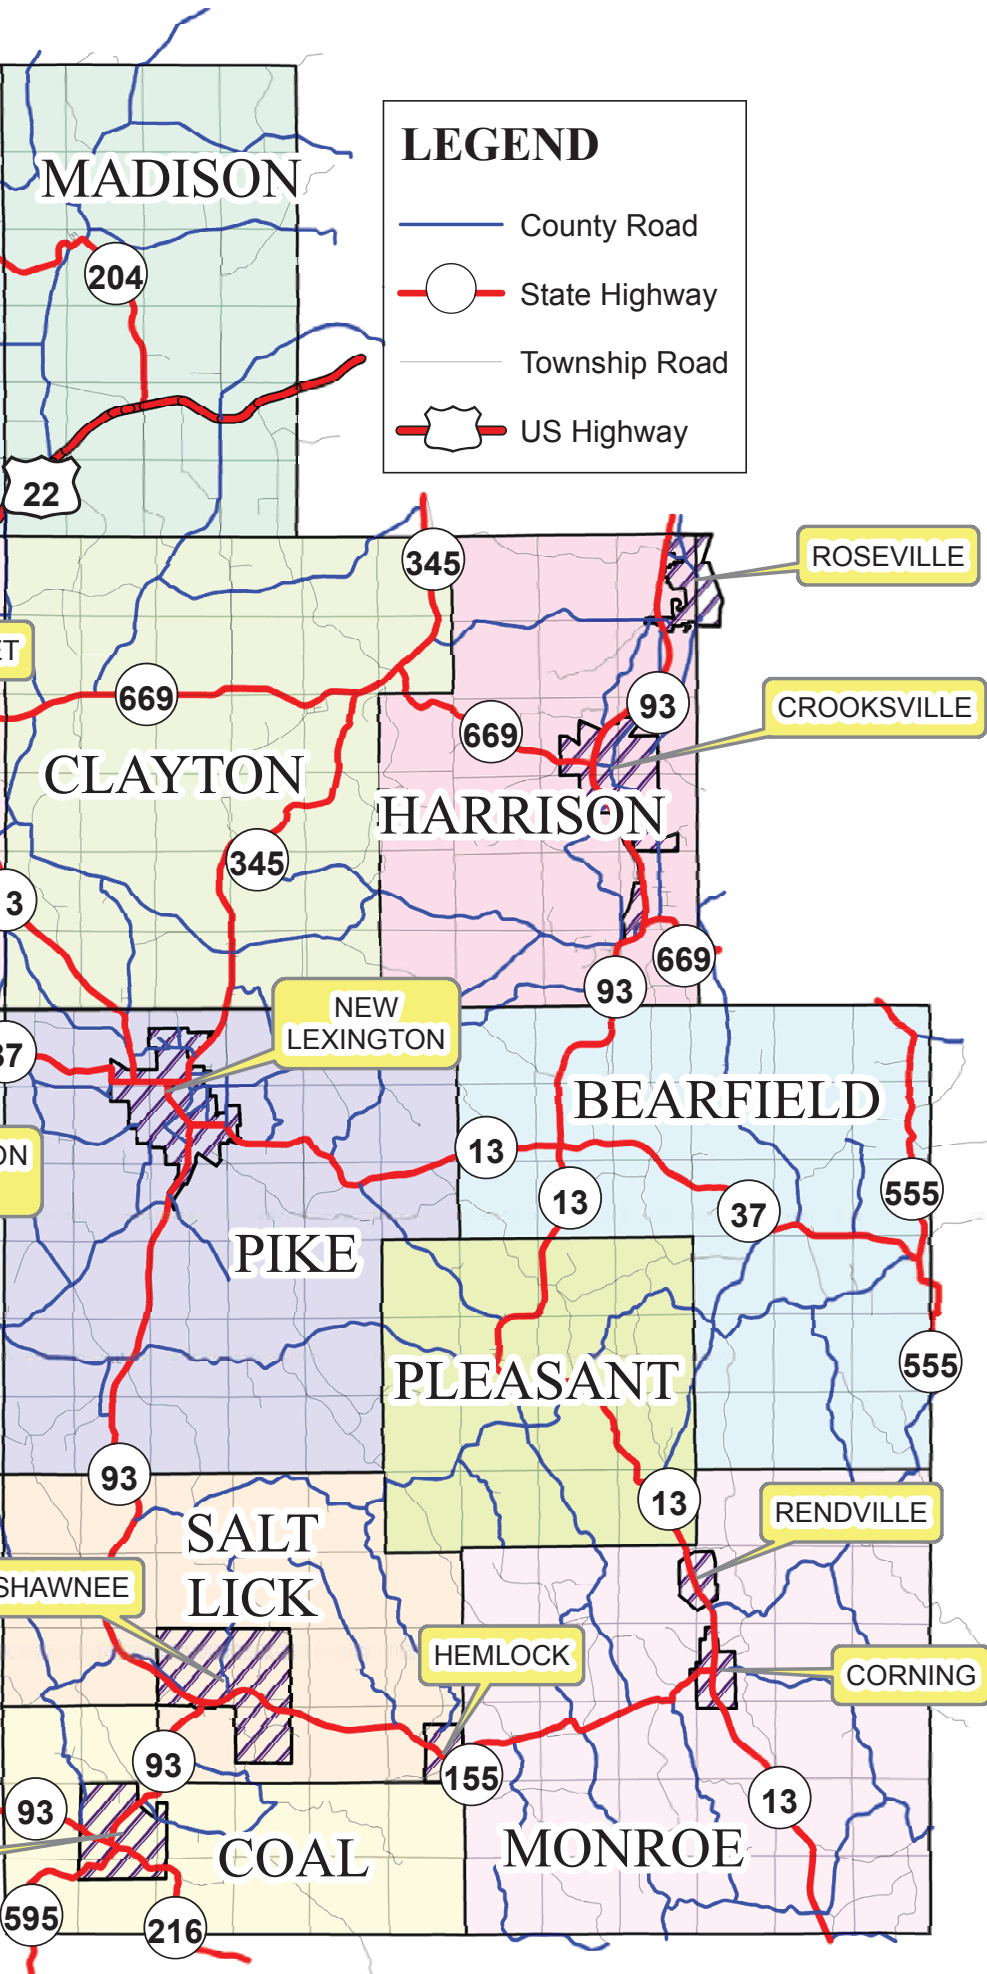 MADISON
LEGEND
County Road
204
State Highway
Township Road
US Highway
22
345
ROSEVILLE
ET
669
93
CROOKSVILLE
669
CLAYTON
HARRISON
345
3
669
93
NEW
LEXINGTON
37
BEARFIELD
13
ON
13
555
37
PIKE
555
PLEASANT
93
13
RENDVILLE
SALT
LICK
SHAWNEE
HEMLOCK
CORNING
93
155
93
13
COAL
MONROE
595
216